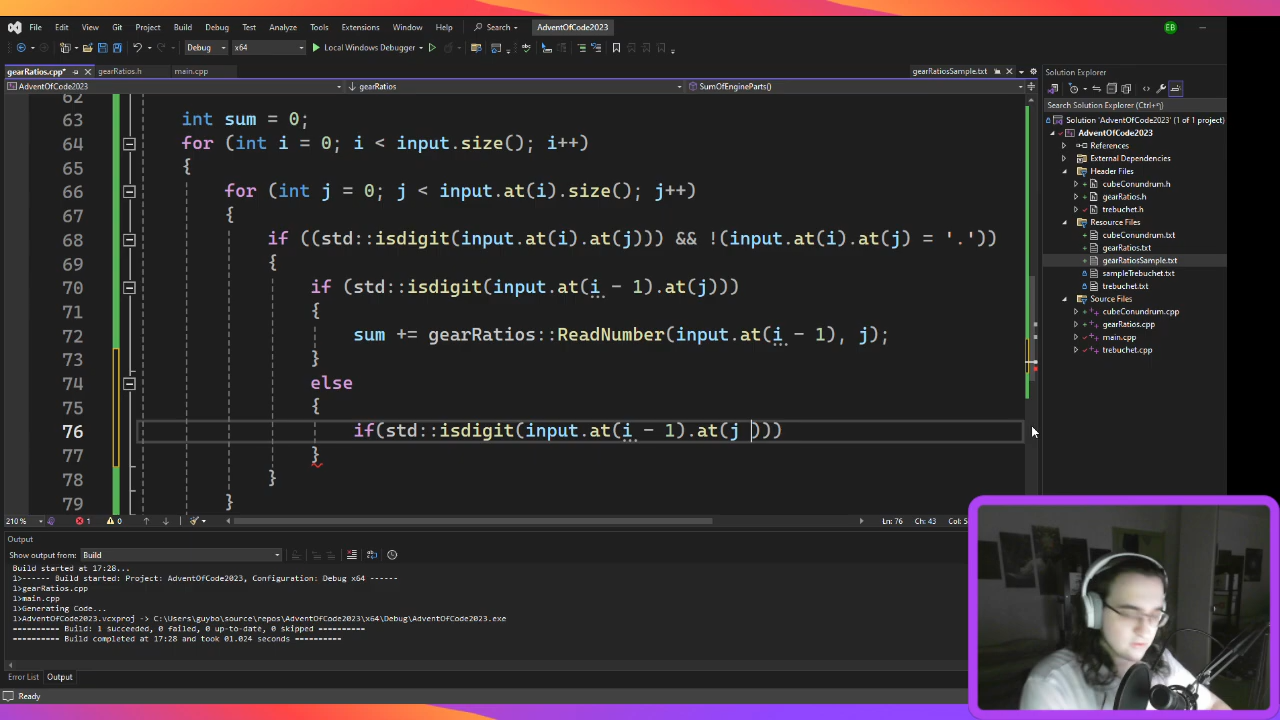 File Edit View Git Project Build Debug Test Analyze Tools Extensions Window Help Search AdventOfCode2023 EB
Debug x64 Local Windows Debugger
gearRatios.cpp* gearRatios.h main.cpp gearRatiosSample.txt
AdventOfCode2023 gearRatios SumOfEngineParts()
62
63 int sum = 0;
64 for (int i = 0; i < input.size(); i++)
65 {
66 for (int j = 0; j < input.at(i).size(); j++)
67 {
68 if ((std::isdigit(input.at(i).at(j))) && !(input.at(i).at(j) = '.'))
69 {
70 if (std::isdigit(input.at(i - 1).at(j)))
71 {
72 sum += gearRatios::ReadNumber(input.at(i - 1), j);
73 }
74 else
75 {
76 if(std::isdigit(input.at(i - 1).at(j )))
77 }
78 }
79 }
210 % 1 0 Ln: 76 Ch: 43
Output
Show output from: Build
Build started at 17:28...
1>------ Build started: Project: AdventOfCode2023, Configuration: Debug x64 ------
1>gearRatios.cpp
1>main.cpp
1>Generating Code...
1>AdventOfCode2023.vcxproj -> C:\Users\guybo\source\repos\AdventOfCode2023\x64\Debug\AdventOfCode2023.exe
========== Build: 1 succeeded, 0 failed, 0 up-to-date, 0 skipped ==========
========== Build completed at 17:28 and took 01.024 seconds ==========
Error List Output
Ready
Solution Explorer
Search Solution Explorer (Ctrl+*)
Solution 'AdventOfCode2023' (1 of 1 project)
AdventOfCode2023
References
External Dependencies
Header Files
cubeConundrum.h
gearRatios.h
trebuchet.h
Resource Files
cubeConundrum.txt
gearRatios.txt
gearRatiosSample.txt
sampleTrebuchet.txt
trebuchet.txt
Source Files
cubeConundrum.cpp
gearRatios.cpp
main.cpp
trebuchet.cpp